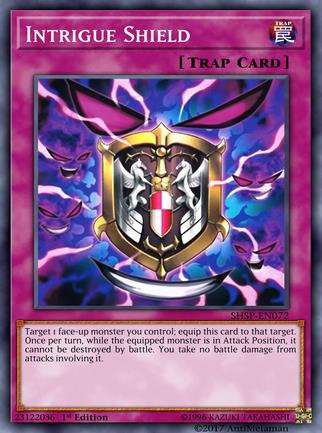 Intrigue Shield
TRAP
罠
[Trap Card]
SHSP-EN072
Target 1 face-up monster you control; equip this card to that target.
Once per turn, while the equipped monster is in Attack Position, it
cannot be destroyed by battle. You take no battle damage from
attacks involving it.
23122036 1st Edition
©1996 KAZUKI TAKAHASHI
©2017 AntiMetaman